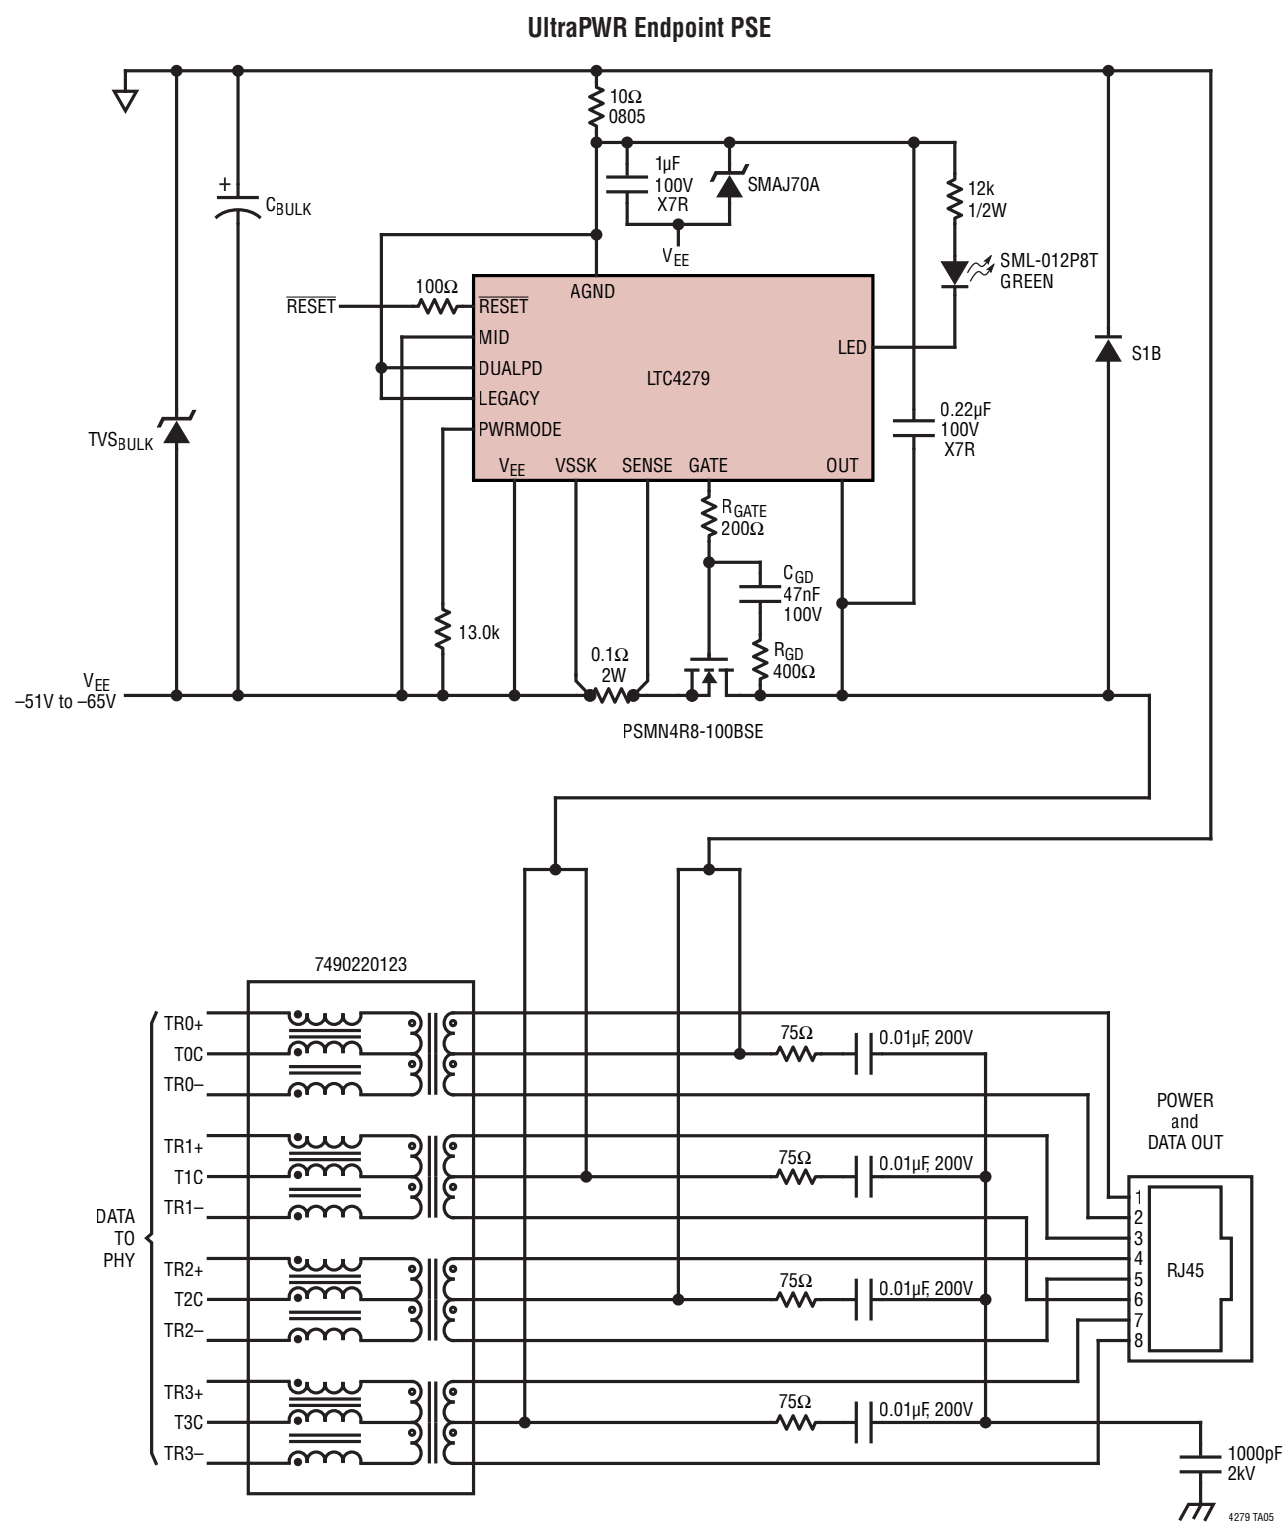 UltraPWR Endpoint PSE
10Ω
0805
1µF
100V
X7R
SMAJ70A
VEE
+
CBULK
12k
1/2W
SML-012P8T
GREEN
RESET
100Ω
RESET
AGND
MID
DUALPD
LEGACY
PWRMODE
LTC4279
LED
VEE
VSSK
SENSE
GATE
OUT
S1B
0.22µF
100V
X7R
TVSBULK
RGATE
200Ω
CGD
47nF
100V
13.0k
0.1Ω
2W
RGD
400Ω
VEE
–51V to –65V
PSMN4R8-100BSE
7490220123
TR0+
T0C
TR0–
75Ω
0.01µF, 200V
TR1+
T1C
TR1–
75Ω
0.01µF, 200V
DATA
TO
PHY
TR2+
T2C
TR2–
75Ω
0.01µF, 200V
TR3+
T3C
TR3–
75Ω
0.01µF, 200V
POWER
and
DATA OUT
1
2
3
4
5
6
7
8
RJ45
1000pF
2kV
4279 TA05